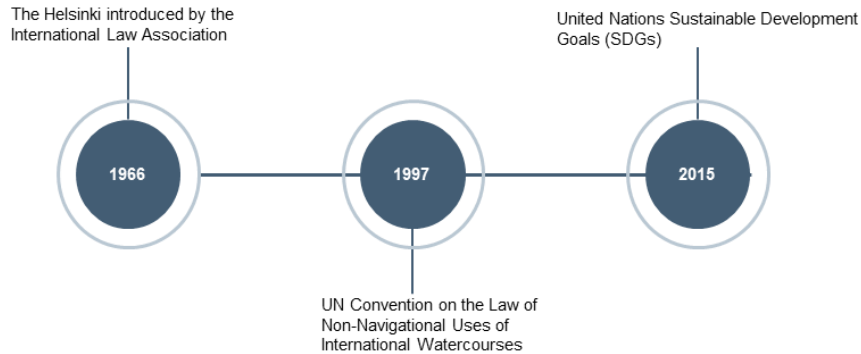 The Helsinki introduced by the
International Law Association
United Nations Sustainable Development
Goals (SDGs)
1966
1997
2015
UN Convention on the Law of
Non-Navigational Uses of
International Watercourses